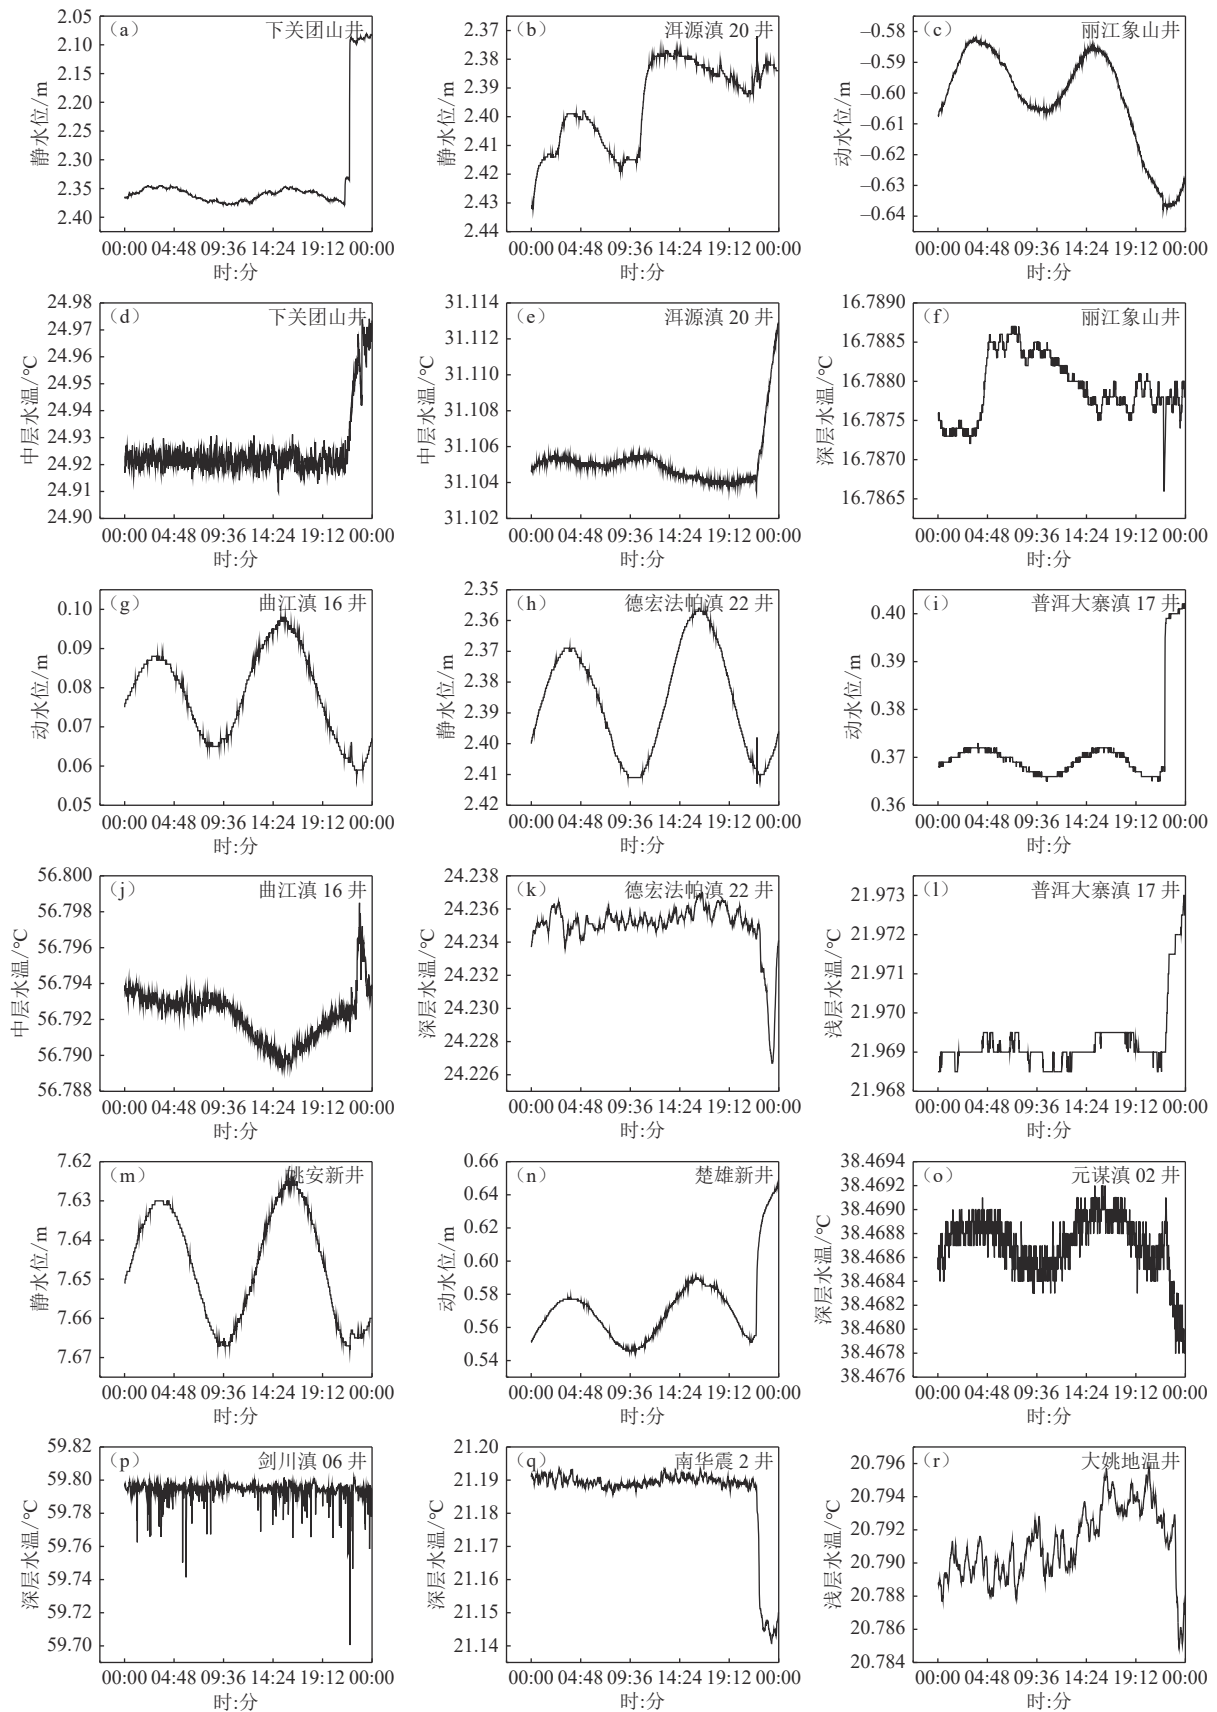 (a) 下关团山井
静水位/m
2.05
2.10
2.15
2.20
2.25
2.30
2.35
2.40
00:00 04:48 09:36 14:24 19:12 00:00
时:分
(b) 洱源滇 20 井
静水位/m
2.37
2.38
2.39
2.40
2.41
2.42
2.43
2.44
00:00 04:48 09:36 14:24 19:12 00:00
时:分
(c) 丽江象山井
动水位/m
−0.58
−0.59
−0.60
−0.61
−0.62
−0.63
−0.64
00:00 04:48 09:36 14:24 19:12 00:00
时:分
(d) 下关团山井
中层水温/°C
24.98
24.97
24.96
24.95
24.94
24.93
24.92
24.91
24.90
00:00 04:48 09:36 14:24 19:12 00:00
时:分
(e) 洱源滇 20 井
中层水温/°C
31.114
31.112
31.110
31.108
31.106
31.104
31.102
00:00 04:48 09:36 14:24 19:12 00:00
时:分
(f) 丽江象山井
深层水温/°C
16.7890
16.7885
16.7880
16.7875
16.7870
16.7865
00:00 04:48 09:36 14:24 19:12 00:00
时:分
(g) 曲江滇 16 井
动水位/m
0.10
0.09
0.08
0.07
0.06
0.05
00:00 04:48 09:36 14:24 19:12 00:00
时:分
(h) 德宏法帕滇 22 井
静水位/m
2.35
2.36
2.37
2.38
2.39
2.40
2.41
2.42
00:00 04:48 09:36 14:24 19:12 00:00
时:分
(i) 普洱大寨滇 17 井
动水位/m
0.40
0.39
0.38
0.37
0.36
00:00 04:48 09:36 14:24 19:12 00:00
时:分
(j) 曲江滇 16 井
中层水温/°C
56.800
56.798
56.796
56.794
56.792
56.790
56.788
00:00 04:48 09:36 14:24 19:12 00:00
时:分
(k) 德宏法帕滇 22 井
深层水温/°C
24.238
24.236
24.234
24.232
24.230
24.228
24.226
00:00 04:48 09:36 14:24 19:12 00:00
时:分
(l) 普洱大寨滇 17 井
浅层水温/°C
21.973
21.972
21.971
21.970
21.969
21.968
00:00 04:48 09:36 14:24 19:12 00:00
时:分
(m) 姚安新井
静水位/m
7.62
7.63
7.64
7.65
7.66
7.67
00:00 04:48 09:36 14:24 19:12 00:00
时:分
(n) 楚雄新井
动水位/m
0.66
0.64
0.62
0.60
0.58
0.56
0.54
00:00 04:48 09:36 14:24 19:12 00:00
时:分
(o) 元谋滇 02 井
深层水温/°C
38.4694
38.4692
38.4690
38.4688
38.4686
38.4684
38.4682
38.4680
38.4678
38.4676
00:00 04:48 09:36 14:24 19:12 00:00
时:分
(p) 剑川滇 06 井
深层水温/°C
59.82
59.80
59.78
59.76
59.74
59.72
59.70
00:00 04:48 09:36 14:24 19:12 00:00
时:分
(q) 南华震 2 井
深层水温/°C
21.20
21.19
21.18
21.17
21.16
21.15
21.14
00:00 04:48 09:36 14:24 19:12 00:00
时:分
(r) 大姚地温井
浅层水温/°C
20.796
20.794
20.792
20.790
20.788
20.786
20.784
00:00 04:48 09:36 14:24 19:12 00:00
时:分